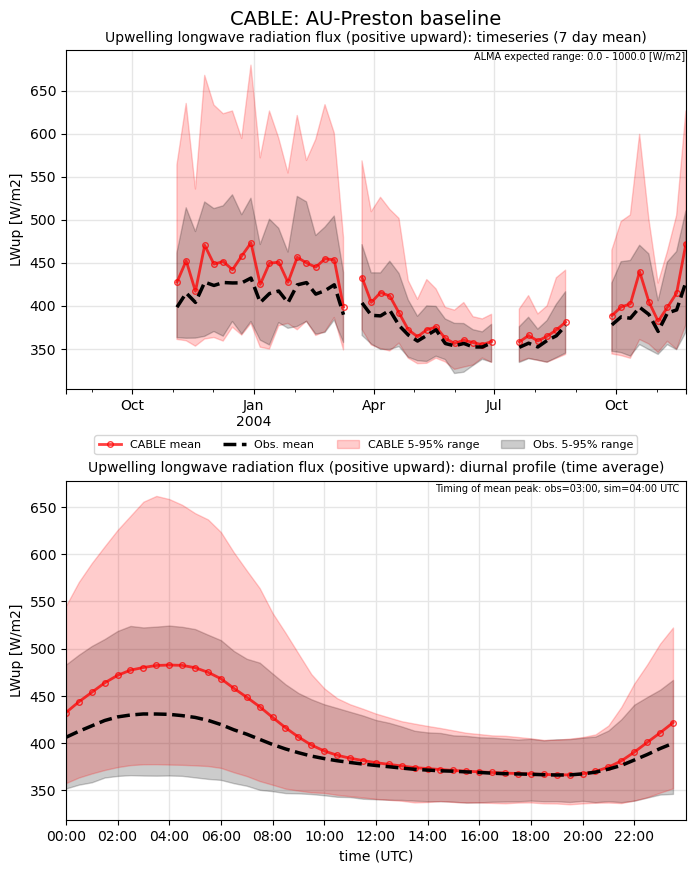 CABLE: AU-Preston baseline
Upwelling longwave radiation flux (positive upward): timeseries (7 day mean)
ALMA expected range: 0.0 - 1000.0 [W/m2]
650
600
550
500
450
400
350
LWup [W/m2]
Oct Jan Apr Jul Oct
2004
CABLE mean Obs. mean CABLE 5-95% range Obs. 5-95% range
Upwelling longwave radiation flux (positive upward): diurnal profile (time average)
Timing of mean peak: obs=03:00, sim=04:00 UTC
650
600
550
500
450
400
350
LWup [W/m2]
00:00 02:00 04:00 06:00 08:00 10:00 12:00 14:00 16:00 18:00 20:00 22:00
time (UTC)